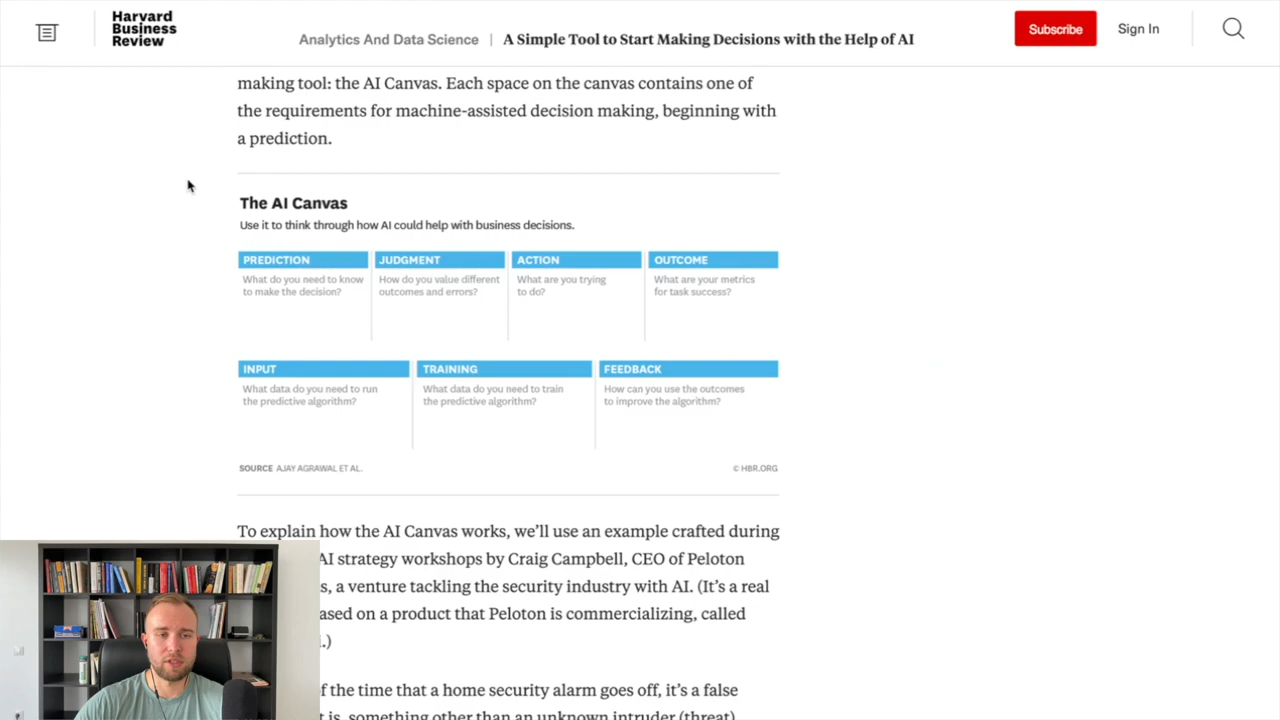 Harvard
Business
Review
Analytics And Data Science | A Simple Tool to Start Making Decisions with the Help of AI
Subscribe
Sign In
making tool: the AI Canvas. Each space on the canvas contains one of
the requirements for machine-assisted decision making, beginning with
a prediction.
The AI Canvas
Use it to think through how AI could help with business decisions.
PREDICTION
What do you need to know
to make the decision?
JUDGMENT
How do you value different
outcomes and errors?
ACTION
What are you trying
to do?
OUTCOME
What are your metrics
for task success?
INPUT
What data do you need to run
the predictive algorithm?
TRAINING
What data do you need to train
the predictive algorithm?
FEEDBACK
How can you use the outcomes
to improve the algorithm?
SOURCE AJAY AGRAWAL ET AL.
© HBR.ORG
To explain how the AI Canvas works, we'll use an example crafted during
AI strategy workshops by Craig Campbell, CEO of Peloton
s, a venture tackling the security industry with AI. (It's a real
ased on a product that Peloton is commercializing, called
.)
f the time that a home security alarm goes off, it's a false
t is, something other than an unknown intruder (threat)